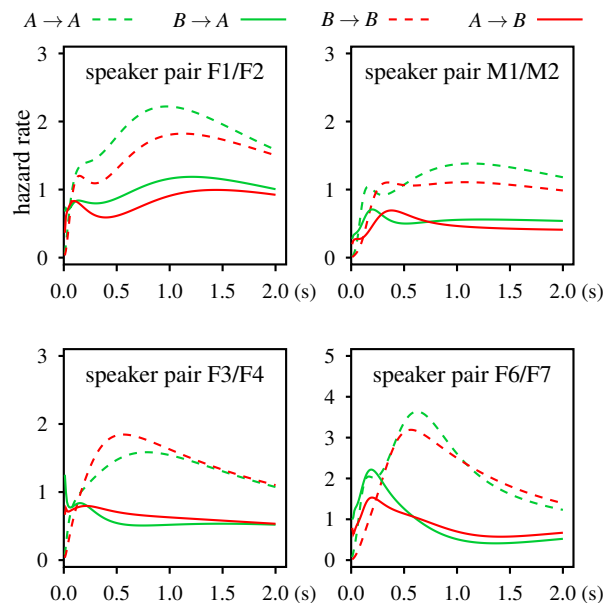 A → A B → A B → B A → B
speaker pair F1/F2
hazard rate
3
2
1
0
0.0 0.5 1.0 1.5 2.0 (s)
speaker pair M1/M2
3
2
1
0
0.0 0.5 1.0 1.5 2.0 (s)
speaker pair F3/F4
3
2
1
0
0.0 0.5 1.0 1.5 2.0 (s)
speaker pair F6/F7
5
4
3
2
1
0
0.0 0.5 1.0 1.5 2.0 (s)